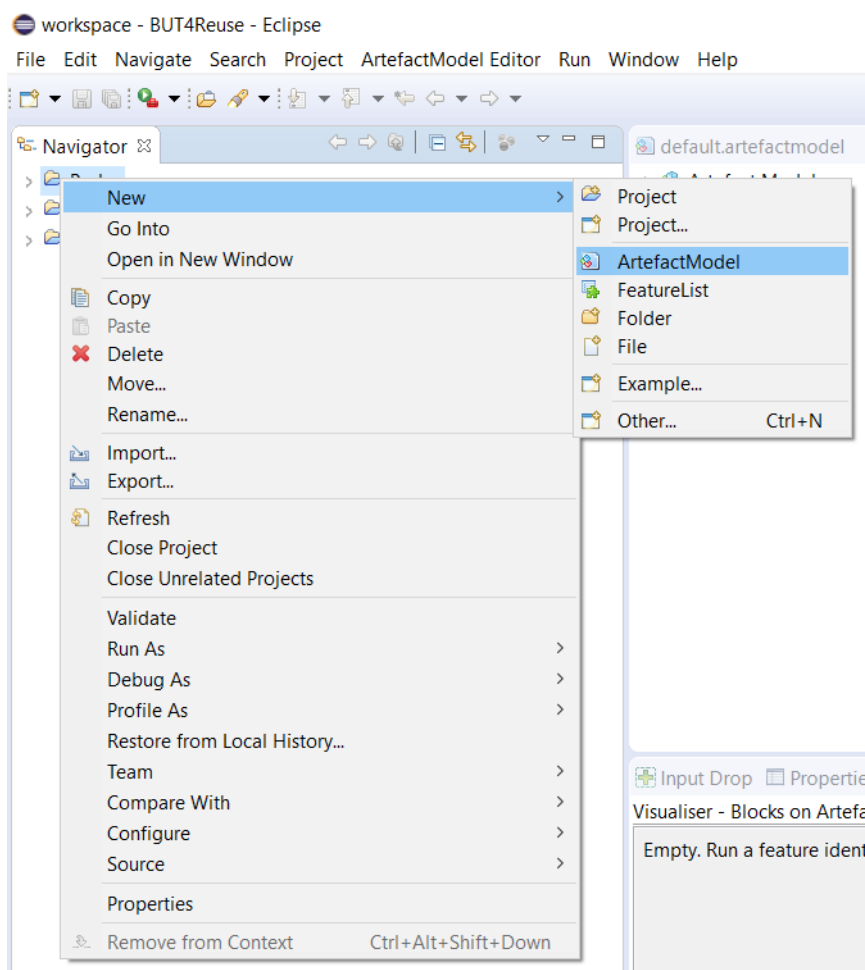 workspace - BUT4Reuse - Eclipse
File Edit Navigate Search Project ArtefactModel Editor Run Window Help
Navigator
default.artefactmodel
New
Go Into
Open in New Window
Copy
Paste
Delete
Move...
Rename...
Import...
Export...
Refresh
Close Project
Close Unrelated Projects
Validate
Run As
Debug As
Profile As
Restore from Local History...
Team
Compare With
Configure
Source
Properties
Remove from Context Ctrl+Alt+Shift+Down
Project
Project...
ArtefactModel
FeatureList
Folder
File
Example...
Other... Ctrl+N
Input Drop Propertie
Visualiser - Blocks on Artefa
Empty. Run a feature ident